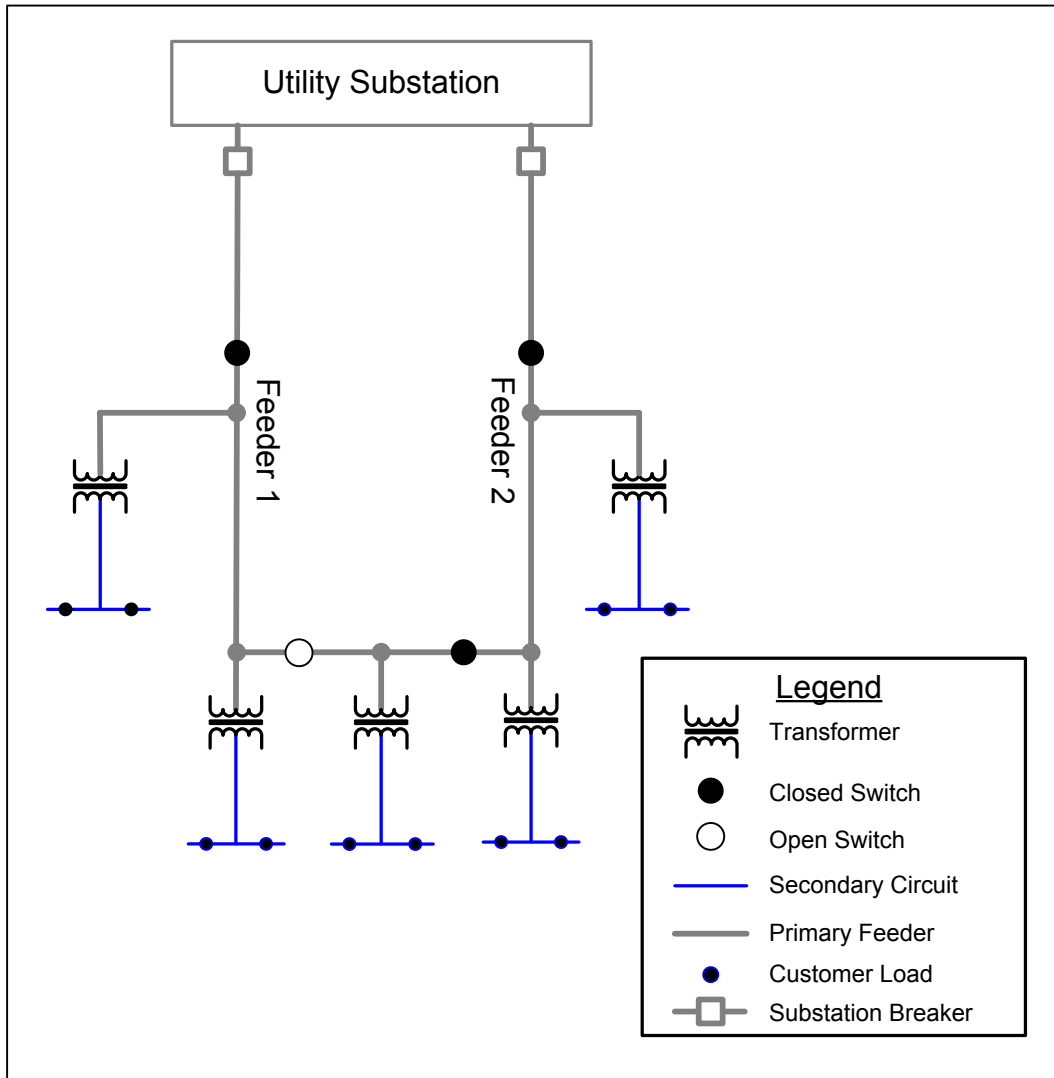 Utility Substation
Feeder 1
Feeder 2
Legend
Transformer
Closed Switch
Open Switch
Secondary Circuit
Primary Feeder
Customer Load
Substation Breaker